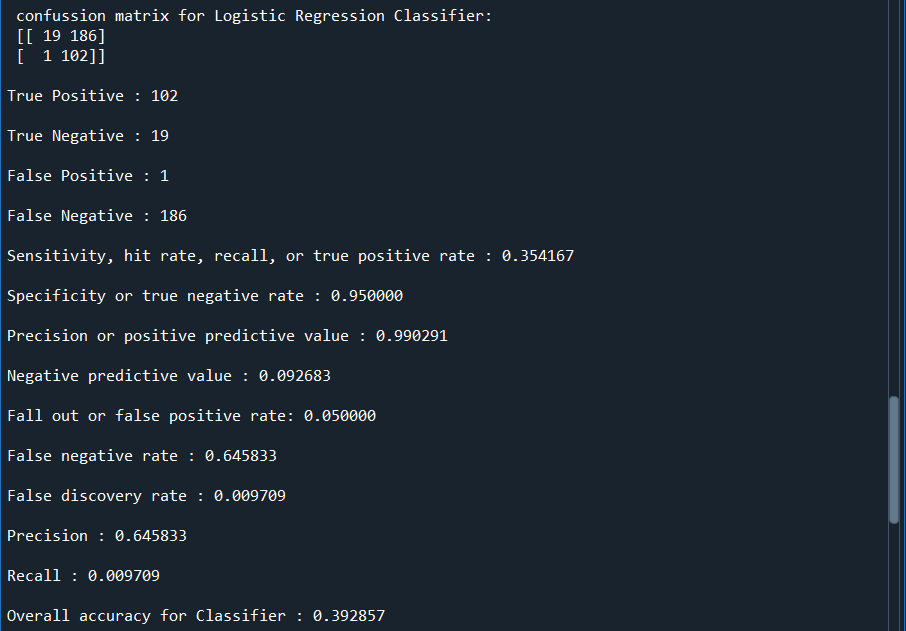 confussion matrix for Logistic Regression Classifier:
[[ 19 186]
[  1 102]]
True Positive : 102
True Negative : 19
False Positive : 1
False Negative : 186
Sensitivity, hit rate, recall, or true positive rate : 0.354167
Specificity or true negative rate : 0.950000
Precision or positive predictive value : 0.990291
Negative predictive value : 0.092683
Fall out or false positive rate: 0.050000
False negative rate : 0.645833
False discovery rate : 0.009709
Precision : 0.645833
Recall : 0.009709
Overall accuracy for Classifier : 0.392857